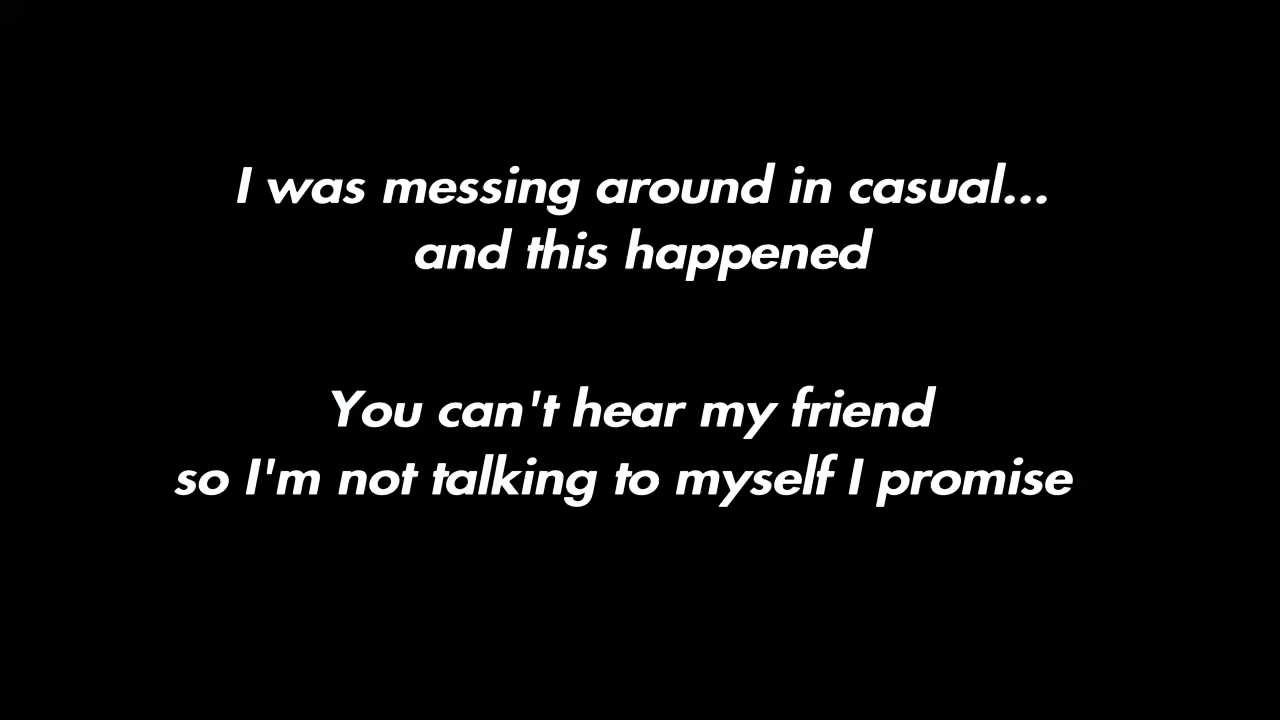 I was messing around in casual...
and this happened
You can't hear my friend
so I'm not talking to myself I promise